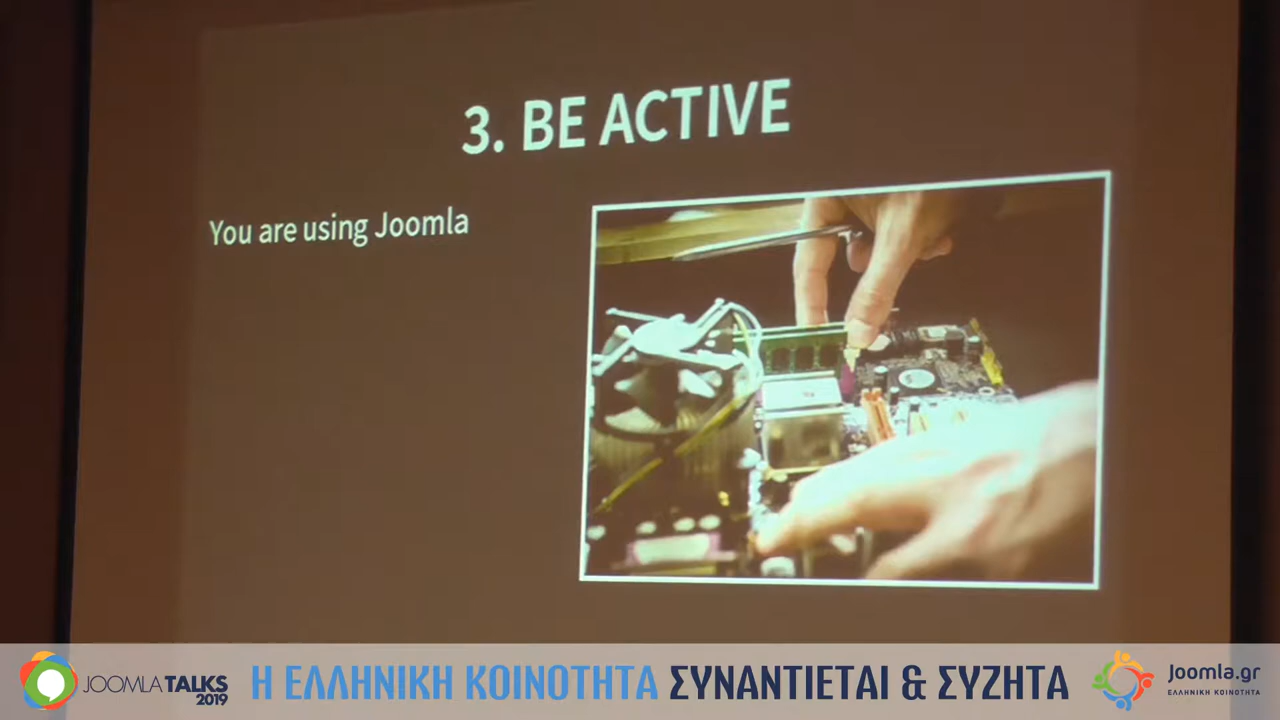 3. BE ACTIVE
You are using Joomla
JOOMLATALKS
2019
Η ΕΛΛΗΝΙΚΗ ΚΟΙΝΟΤΗΤΑ ΣΥΝΑΝΤΙΕΤΑΙ & ΣΥΖΗΤΑ
Joomla.gr
ΕΛΛΗΝΙΚΗ ΚΟΙΝΟΤΗΤΑ